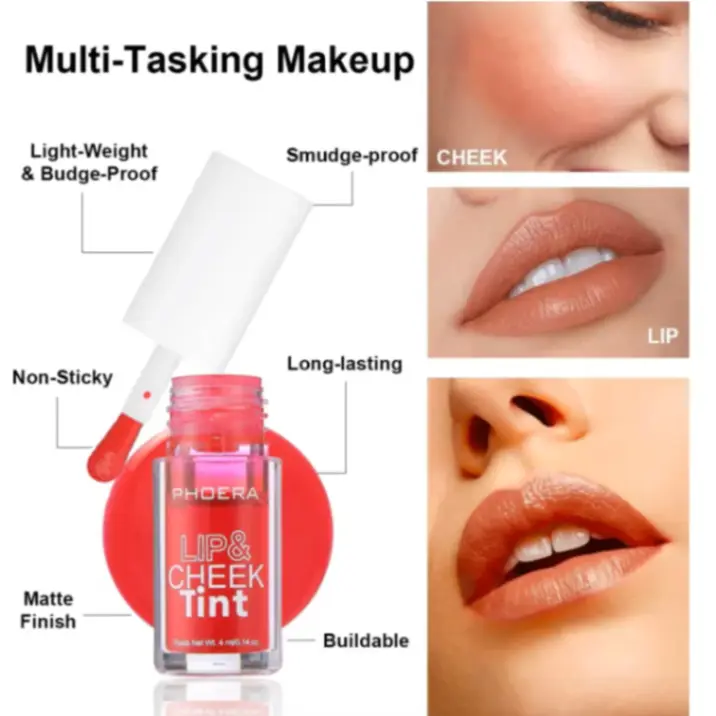 Multi-Tasking Makeup
Light-Weight
& Budge-Proof
Smudge-proof
CHEEK
LIP
Non-Sticky
Long-lasting
PHOERA
LIP&
CHEEK
Tint
Matte
Finish
Buildable